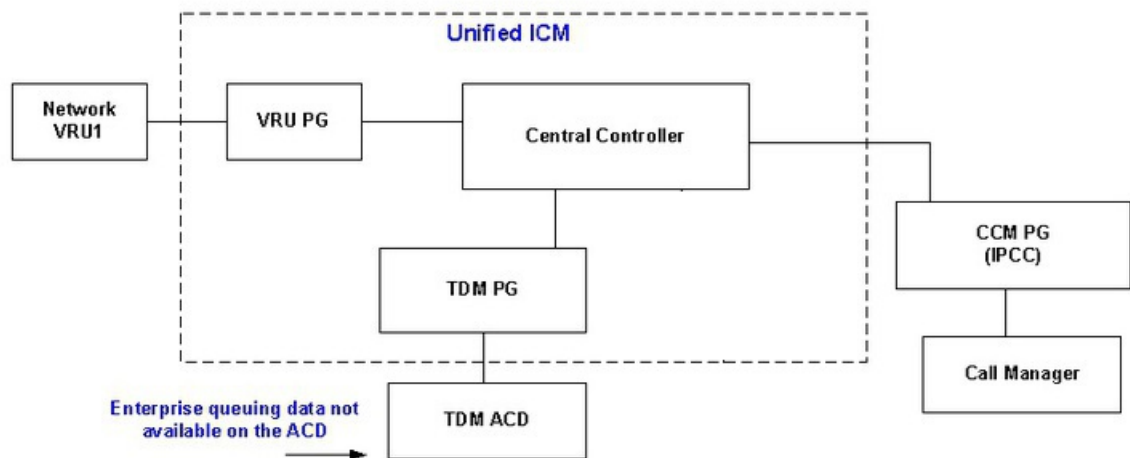 Unified ICM
Network
VRU1
VRU PG
Central Controller
CCM PG
(IPCC)
TDM PG
Call Manager
TDM ACD
Enterprise queuing data not
available on the ACD